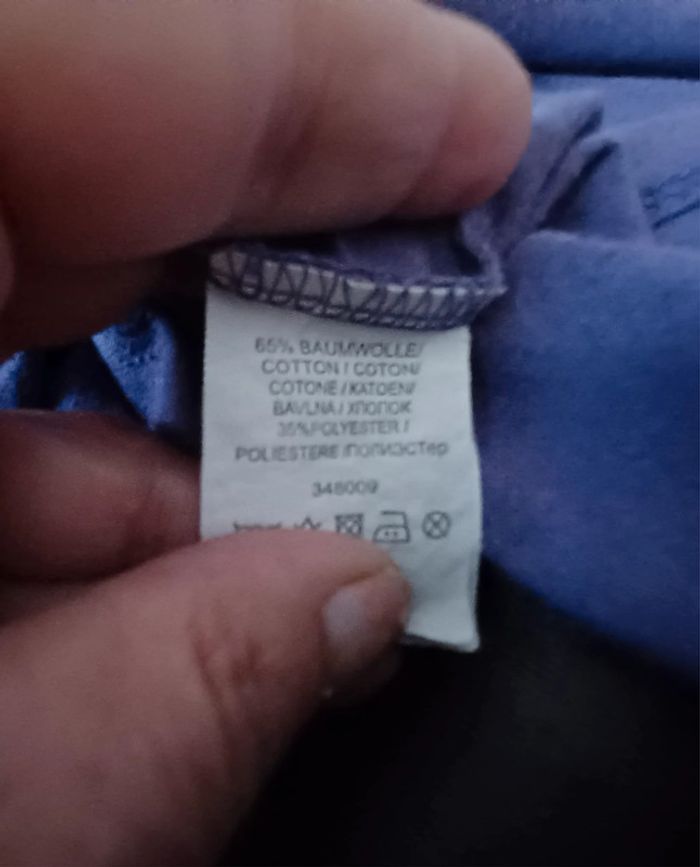 65% BAUMWOLLE/
COTTON / COTON/
COTONE / KATOEN/
BAVLNA / ХЛОПОК
35%POLYESTER /
POLIESTERE /ПОЛИЭСТер
348009